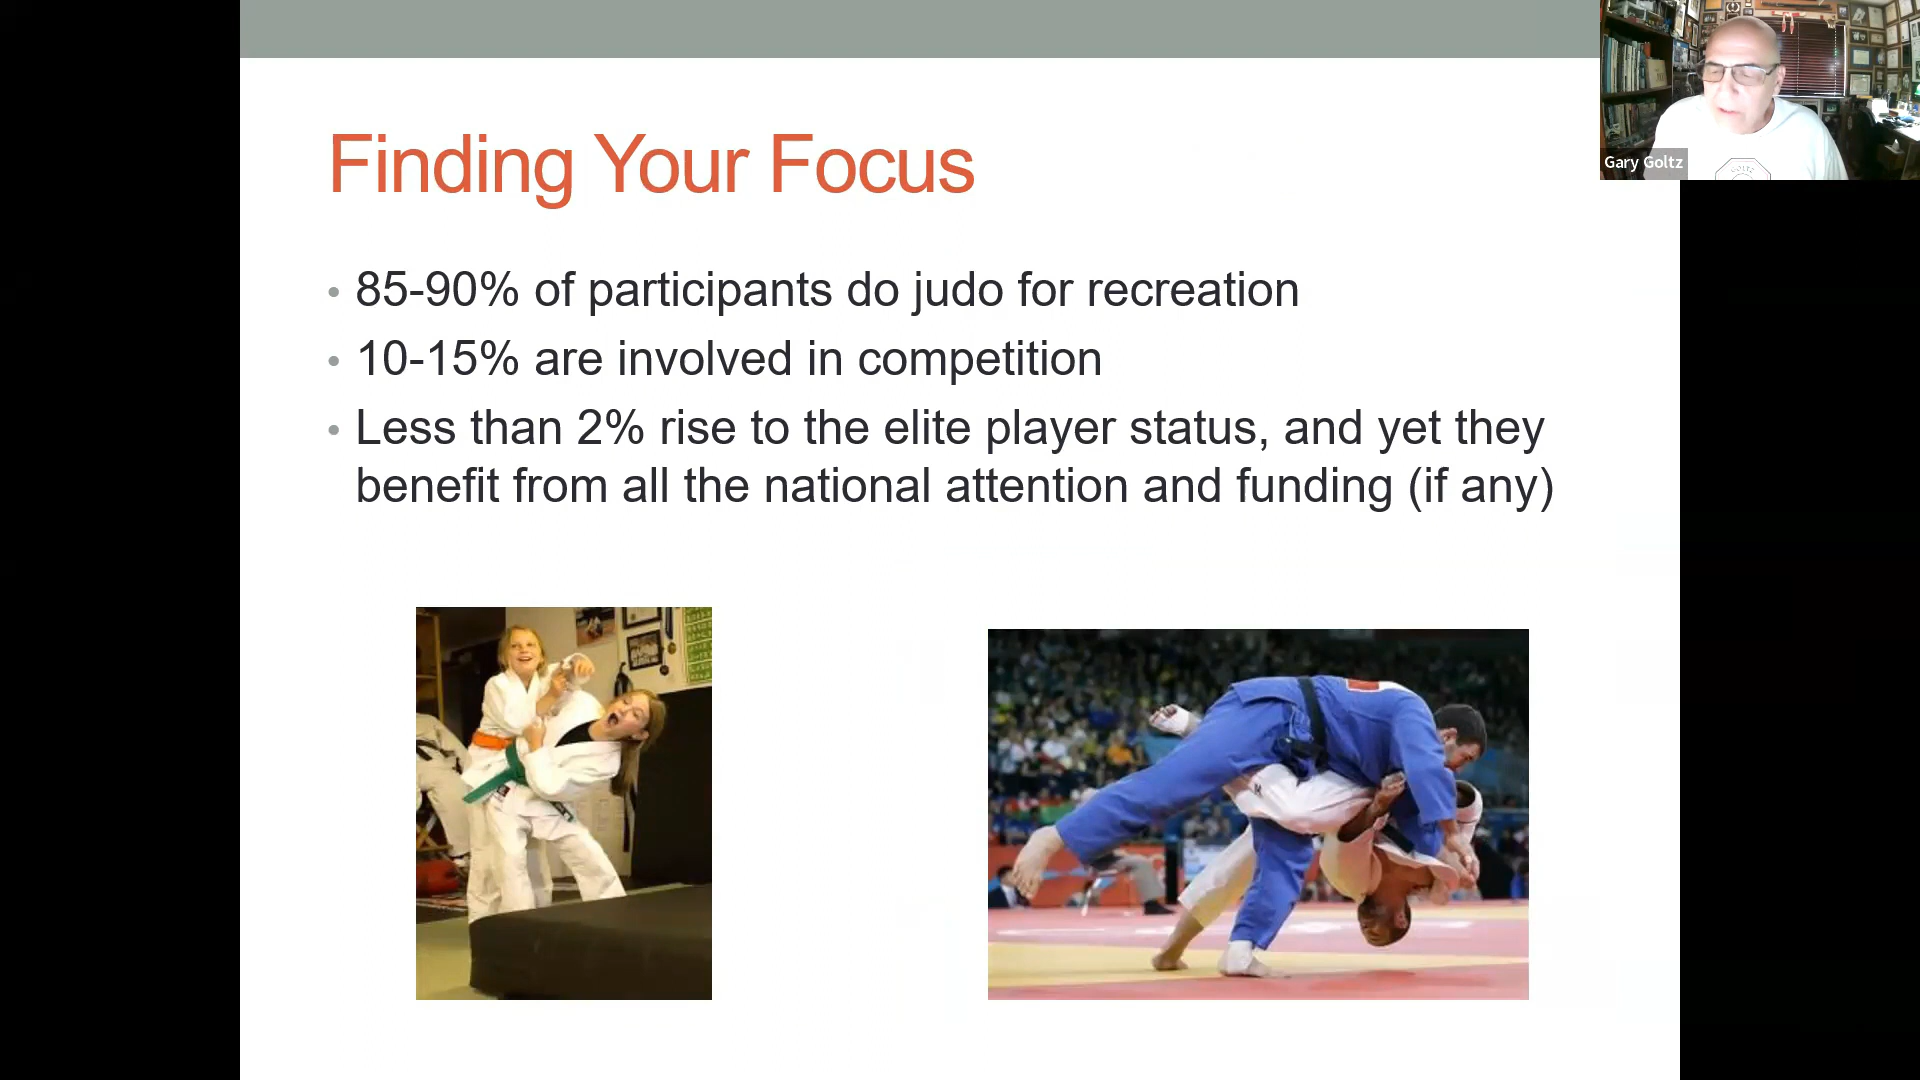 Finding Your Focus
• 85-90% of participants do judo for recreation
• 10-15% are involved in competition
• Less than 2% rise to the elite player status, and yet they
benefit from all the national attention and funding (if any)
Gary Goltz
GOLTZ